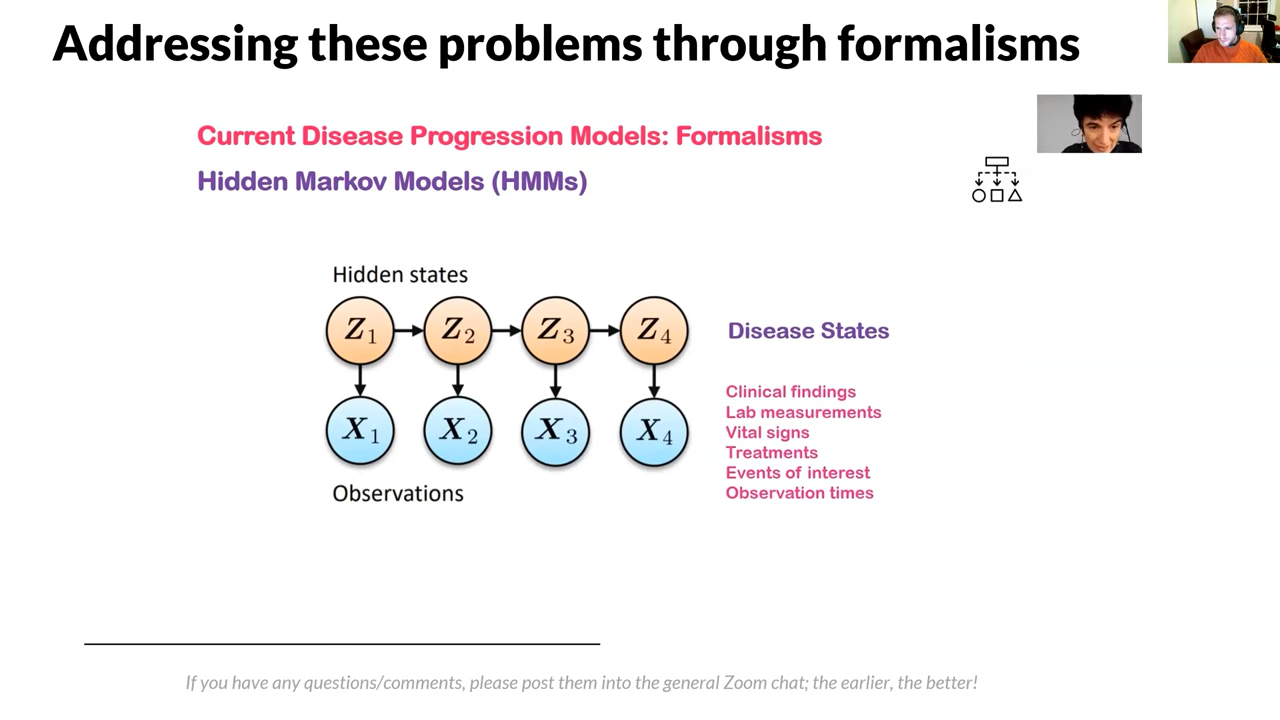 Addressing these problems through formalisms
Current Disease Progression Models: Formalisms
Hidden Markov Models (HMMs)
Hidden states
Z1 Z2 Z3 Z4
Disease States
X1 X2 X3 X4
Clinical findings
Lab measurements
Vital signs
Treatments
Events of interest
Observation times
Observations
If you have any questions/comments, please post them into the general Zoom chat; the earlier, the better!